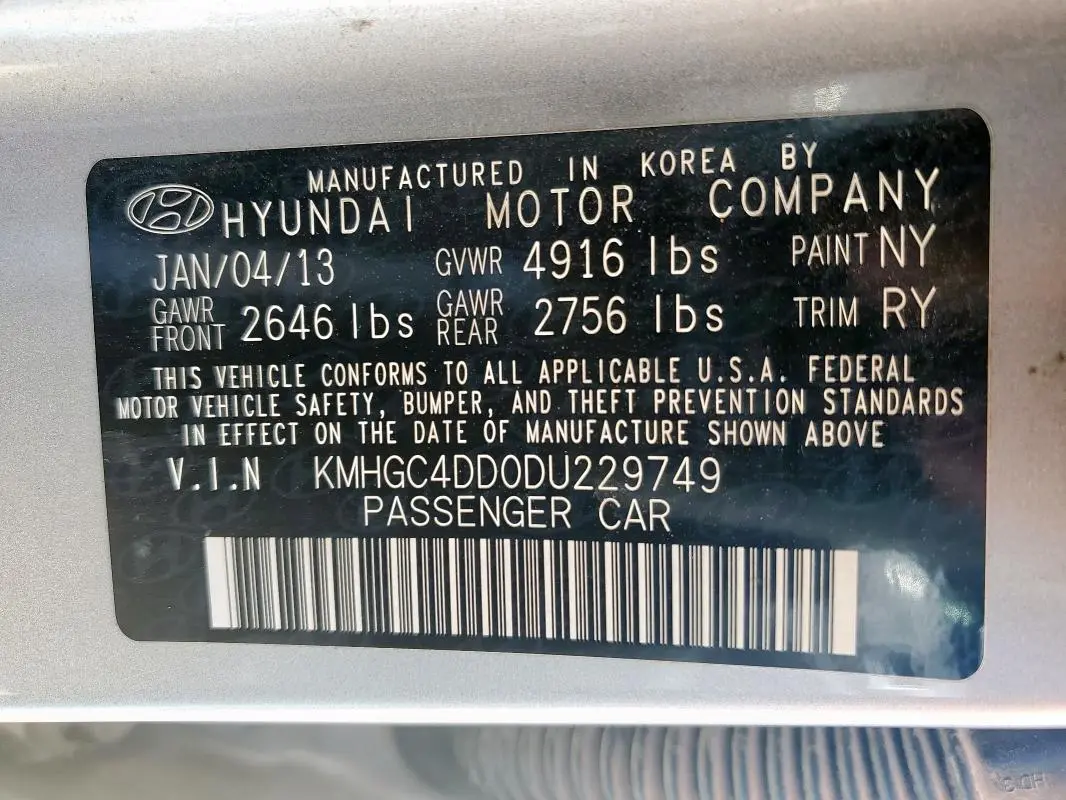 MANUFACTURED IN KOREA BY
HYUNDAI MOTOR COMPANY
JAN/04/13 GVWR 4916 lbs PAINT NY
GAWR FRONT 2646 lbs GAWR REAR 2756 lbs TRIM RY
THIS VEHICLE CONFORMS TO ALL APPLICABLE U.S.A. FEDERAL
MOTOR VEHICLE SAFETY, BUMPER, AND THEFT PREVENTION STANDARDS
IN EFFECT ON THE DATE OF MANUFACTURE SHOWN ABOVE
V.I.N KMHGC4DD0DU229749
PASSENGER CAR